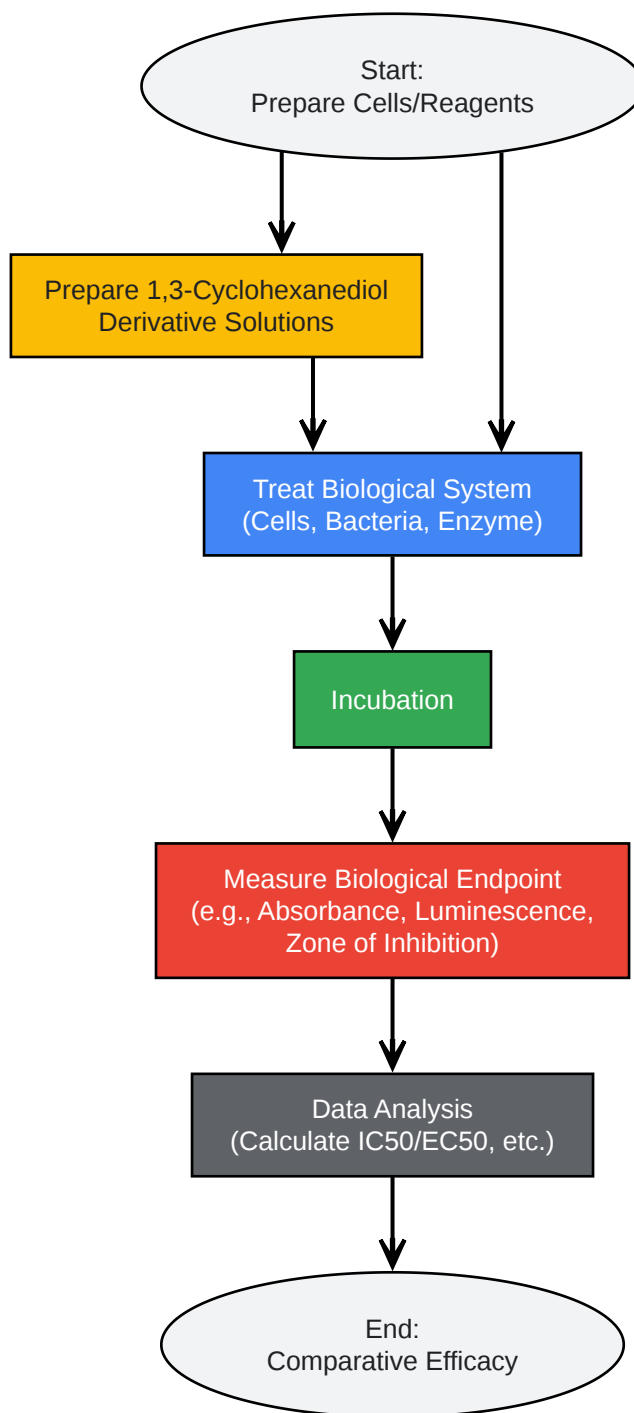 Start:
Prepare Cells/Reagents
Prepare 1,3-Cyclohexanediol
Derivative Solutions
Treat Biological System
(Cells, Bacteria, Enzyme)
Incubation
Measure Biological Endpoint
(e.g., Absorbance, Luminescence,
Zone of Inhibition)
Data Analysis
(Calculate IC50/EC50, etc.)
End:
Comparative Efficacy